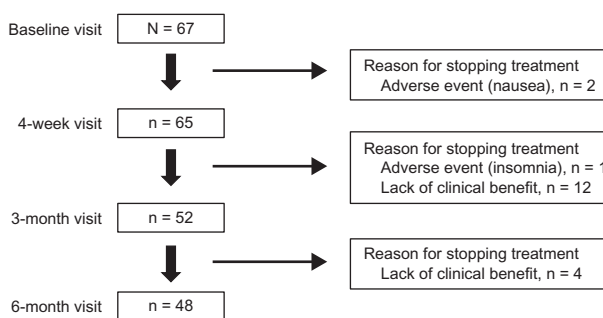 Baseline visit
N = 67
Reason for stopping treatment
Adverse event (nausea), n = 2
4-week visit
n = 65
Reason for stopping treatment
Adverse event (insomnia), n = 1
Lack of clinical benefit, n = 12
3-month visit
n = 52
Reason for stopping treatment
Lack of clinical benefit, n = 4
6-month visit
n = 48